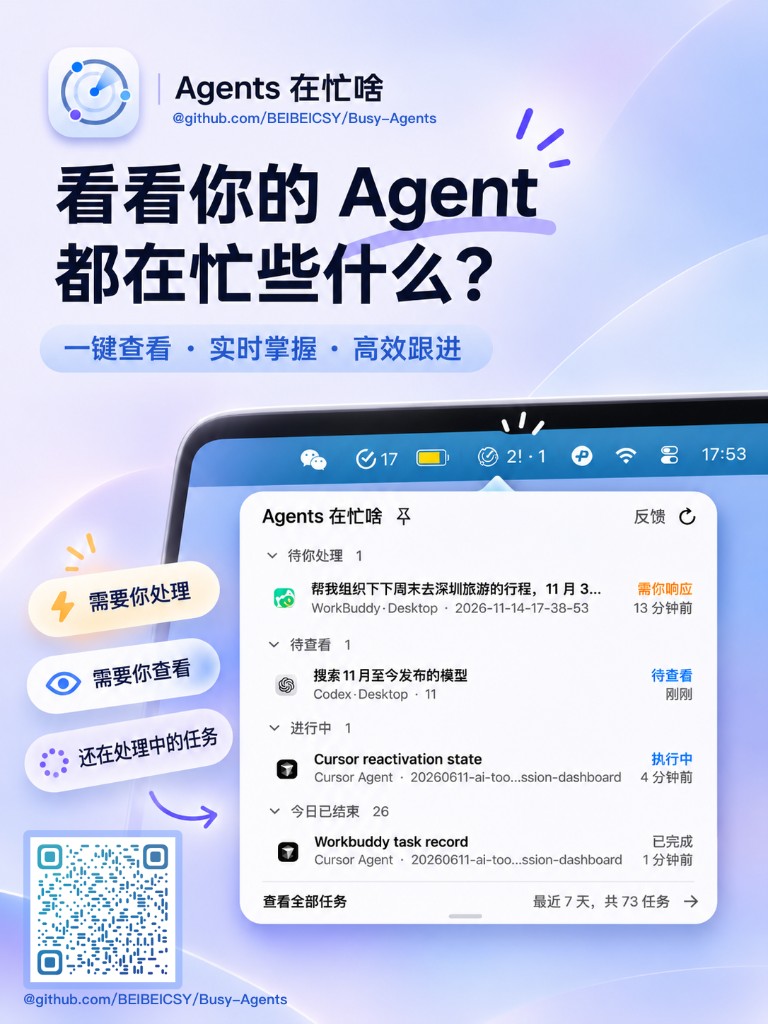 Agents 在忙啥
@github.com/BEIBEICSY/Busy-Agents
看看你的 Agent
都在忙些什么?
一键查看 · 实时掌握 · 高效跟进
17
2! · 1
17:53
Agents 在忙啥
反馈
待你处理 1
帮我组织下下周末去深圳旅游的行程，11 月 3...
需你响应
WorkBuddy·Desktop · 2026-11-14-17-38-53
13 分钟前
待查看 1
搜索 11 月至今发布的模型
待查看
Codex·Desktop · 11
刚刚
进行中 1
Cursor reactivation state
执行中
Cursor Agent · 20260611-ai-too...ssion-dashboard
4 分钟前
今日已结束 26
Workbuddy task record
已完成
Cursor Agent · 20260611-ai-too...ssion-dashboard
1 分钟前
查看全部任务
最近 7 天，共 73 任务
需要你处理
需要你查看
还在处理中的任务
@github.com/BEIBEICSY/Busy-Agents